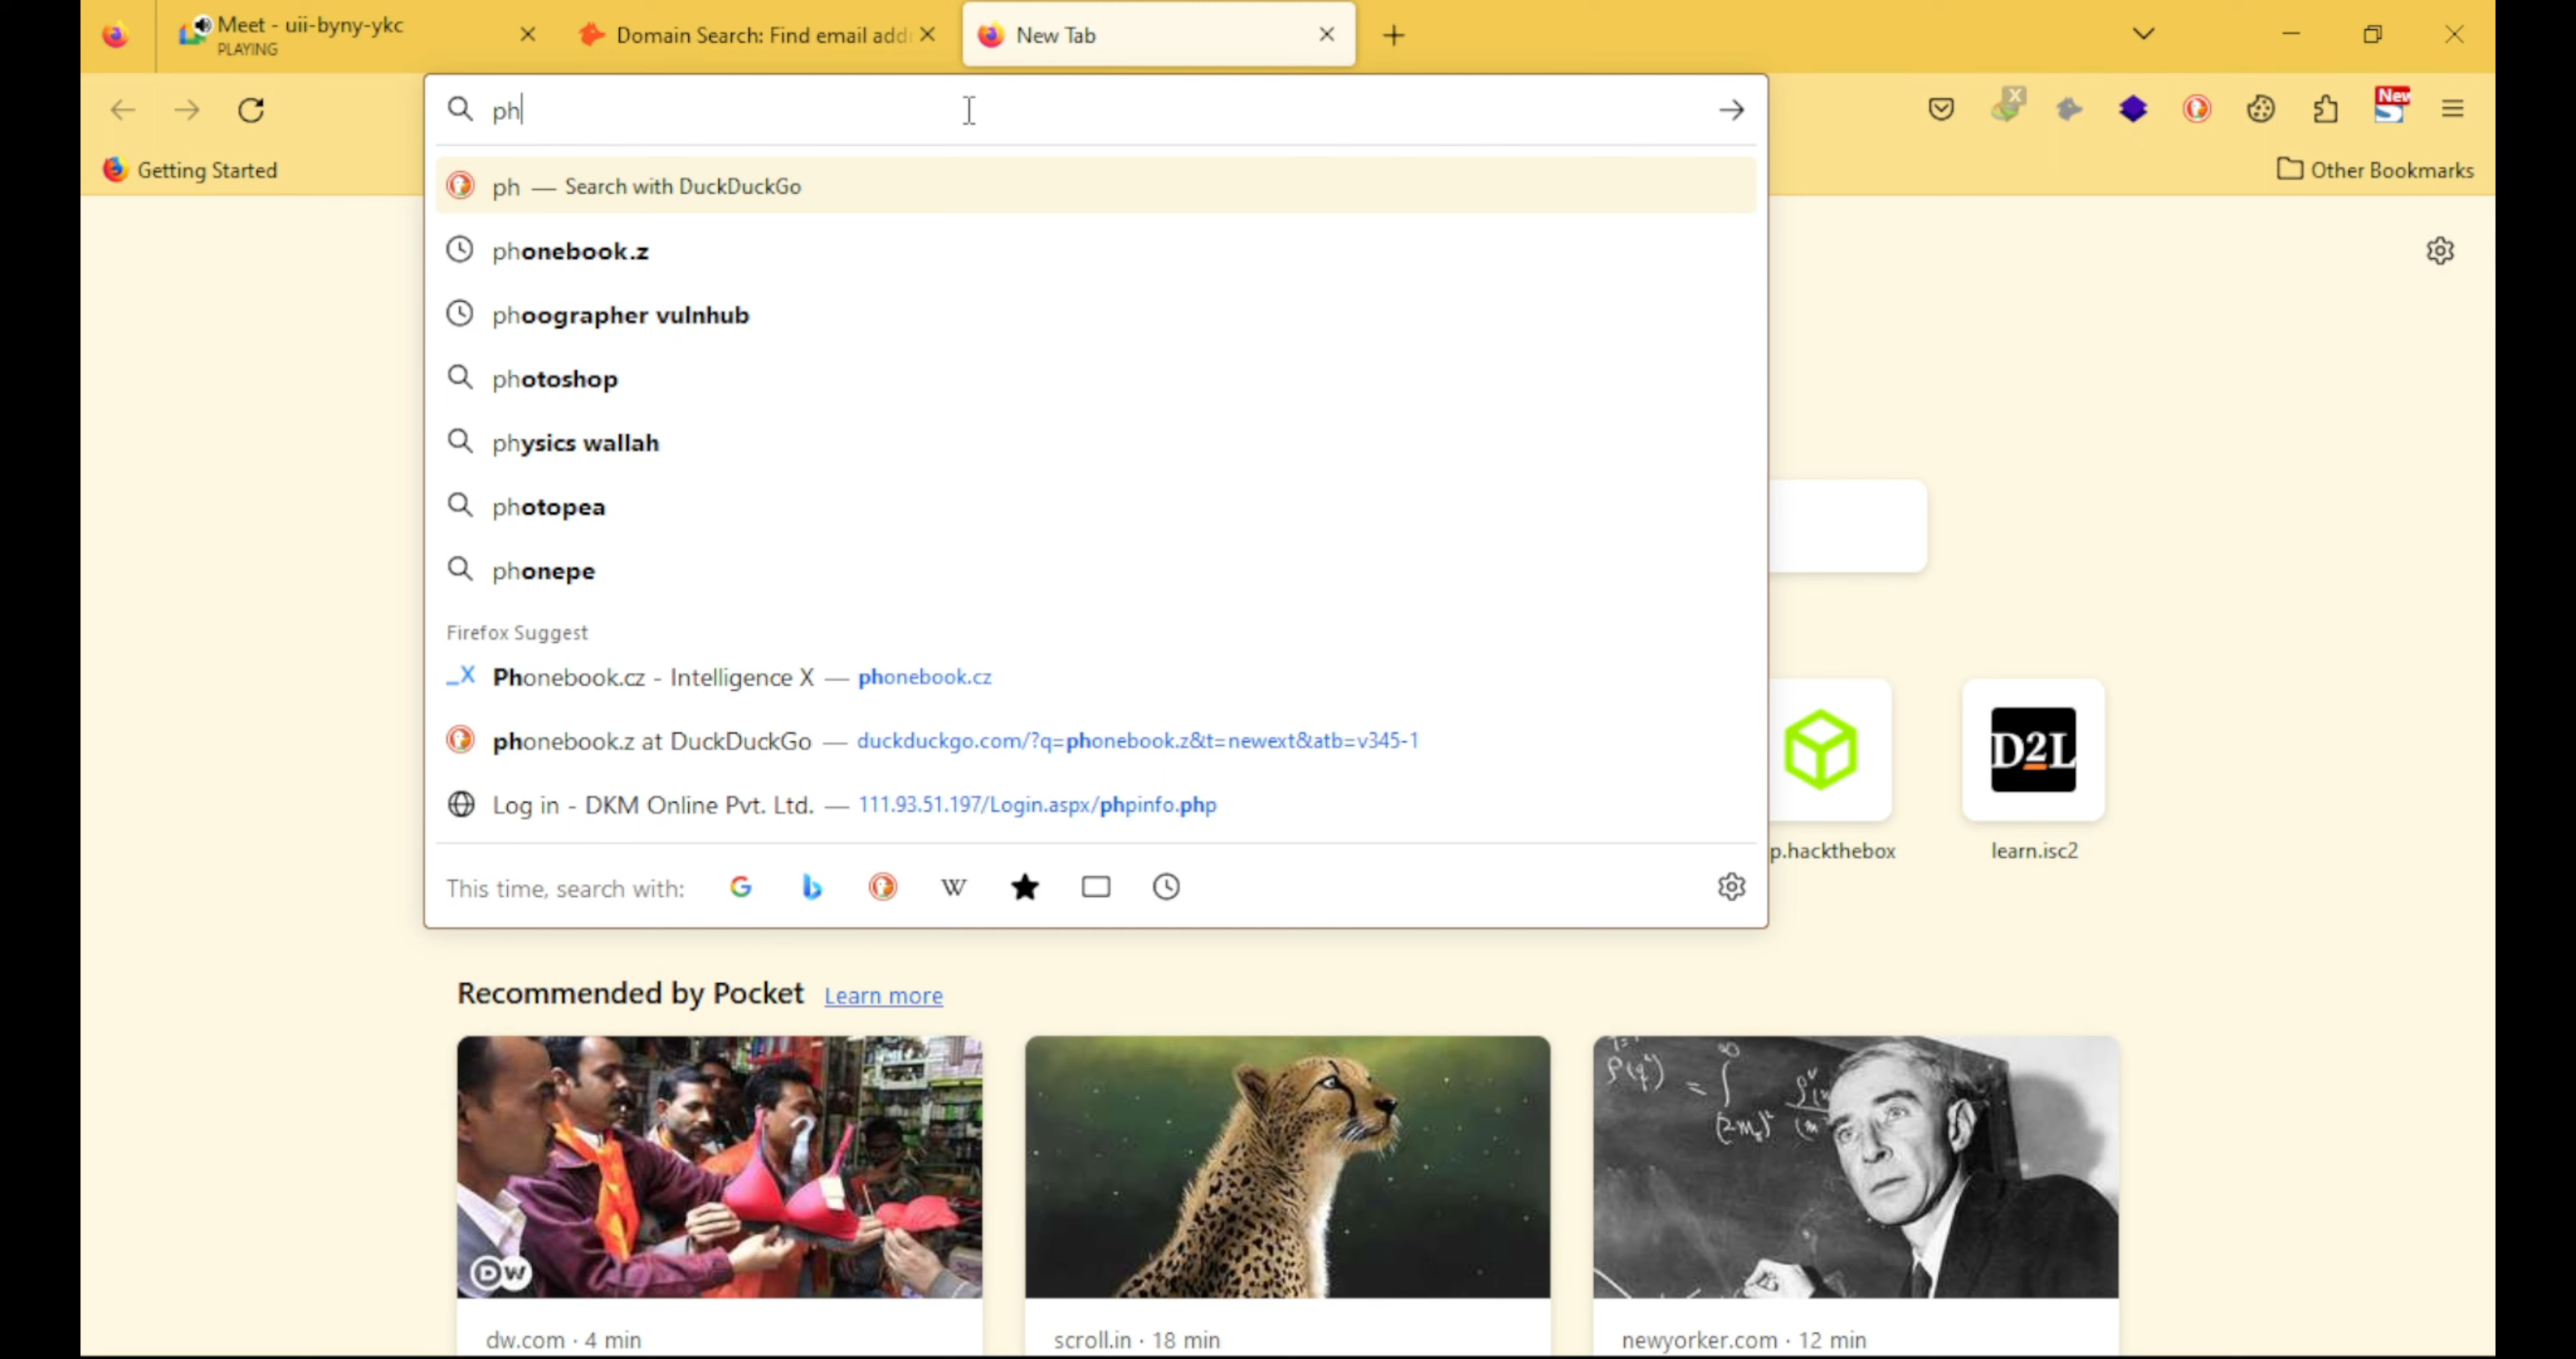 Meet - uii-byny-ykc
PLAYING
Domain Search: Find email add
New Tab
ph
New
Getting Started
Other Bookmarks
ph — Search with DuckDuckGo
phonebook.z
phoographer vulnhub
photoshop
physics wallah
photopea
phonepe
Firefox Suggest
Phonebook.cz - Intelligence X — phonebook.cz
phonebook.z at DuckDuckGo — duckduckgo.com/?q=phonebook.z&t=newext&atb=v345-1
Log in - DKM Online Pvt. Ltd. — 111.93.51.197/Login.aspx/phpinfo.php
D2L
p.hackthebox
learn.isc2
This time, search with:
Recommended by Pocket Learn more
DW
dw.com · 4 min
scroll.in · 18 min
newyorker.com · 12 min